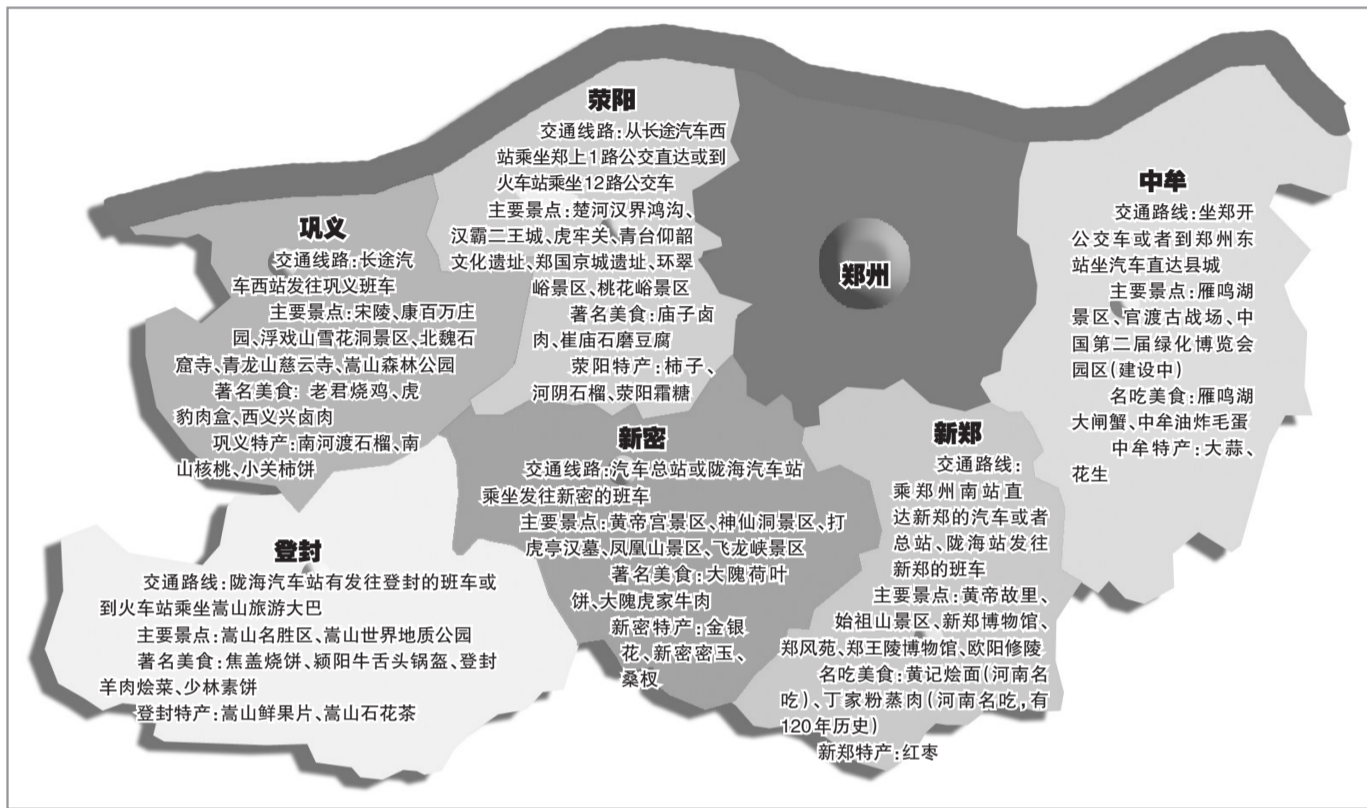 荥阳
交通线路:从长途汽车西
站乘坐郑上1路公交直达或到
火车站乘坐12路公交车
主要景点:楚河汉界鸿沟、
汉霸二王城、虎牢关、青台仰韶
文化遗址、郑国京城遗址、环翠
峪景区、桃花峪景区
著名美食:庙子卤
肉、崔庙石磨豆腐
荥阳特产:柿子、
河阴石榴、荥阳霜糖
巩义
交通线路:长途汽
车西站发往巩义班车
主要景点:宋陵、康百万庄
园、浮戏山雪花洞景区、北魏石
窟寺、青龙山慈云寺、嵩山森林公园
著名美食: 老君烧鸡、虎
豹肉盒、西义兴卤肉
巩义特产:南河渡石榴、南
山核桃、小关柿饼
郑州
中牟
交通路线:坐郑开
公交车或者到郑州东
站坐汽车直达县城
主要景点:雁鸣湖
景区、官渡古战场、中
国第二届绿化博览会
园区(建设中)
名吃美食:雁鸣湖
大闸蟹、中牟油炸毛蛋
中牟特产:大蒜、
花生
新密
交通线路:汽车总站或陇海汽车站
乘坐发往新密的班车
主要景点:黄帝宫景区、神仙洞景区、打
虎亭汉墓、凤凰山景区、飞龙峡景区
著名美食:大隗荷叶
饼、大隗虎家牛肉
新密特产:金银
花、新密密玉、
桑杈
新郑
交通路线:
乘郑州南站直
达新郑的汽车或者
总站、陇海站发往
新郑的班车
主要景点:黄帝故里、
始祖山景区、新郑博物馆、
郑风苑、郑王陵博物馆、欧阳修陵
名吃美食:黄记烩面(河南名
吃)、丁家粉蒸肉(河南名吃,有
120年历史)
新郑特产:红枣
登封
交通路线:陇海汽车站有发往登封的班车或
到火车站乘坐嵩山旅游大巴
主要景点:嵩山名胜区、嵩山世界地质公园
著名美食:焦盖烧饼、颍阳牛舌头锅盔、登封
羊肉烩菜、少林素饼
登封特产:嵩山鲜果片、嵩山石花茶